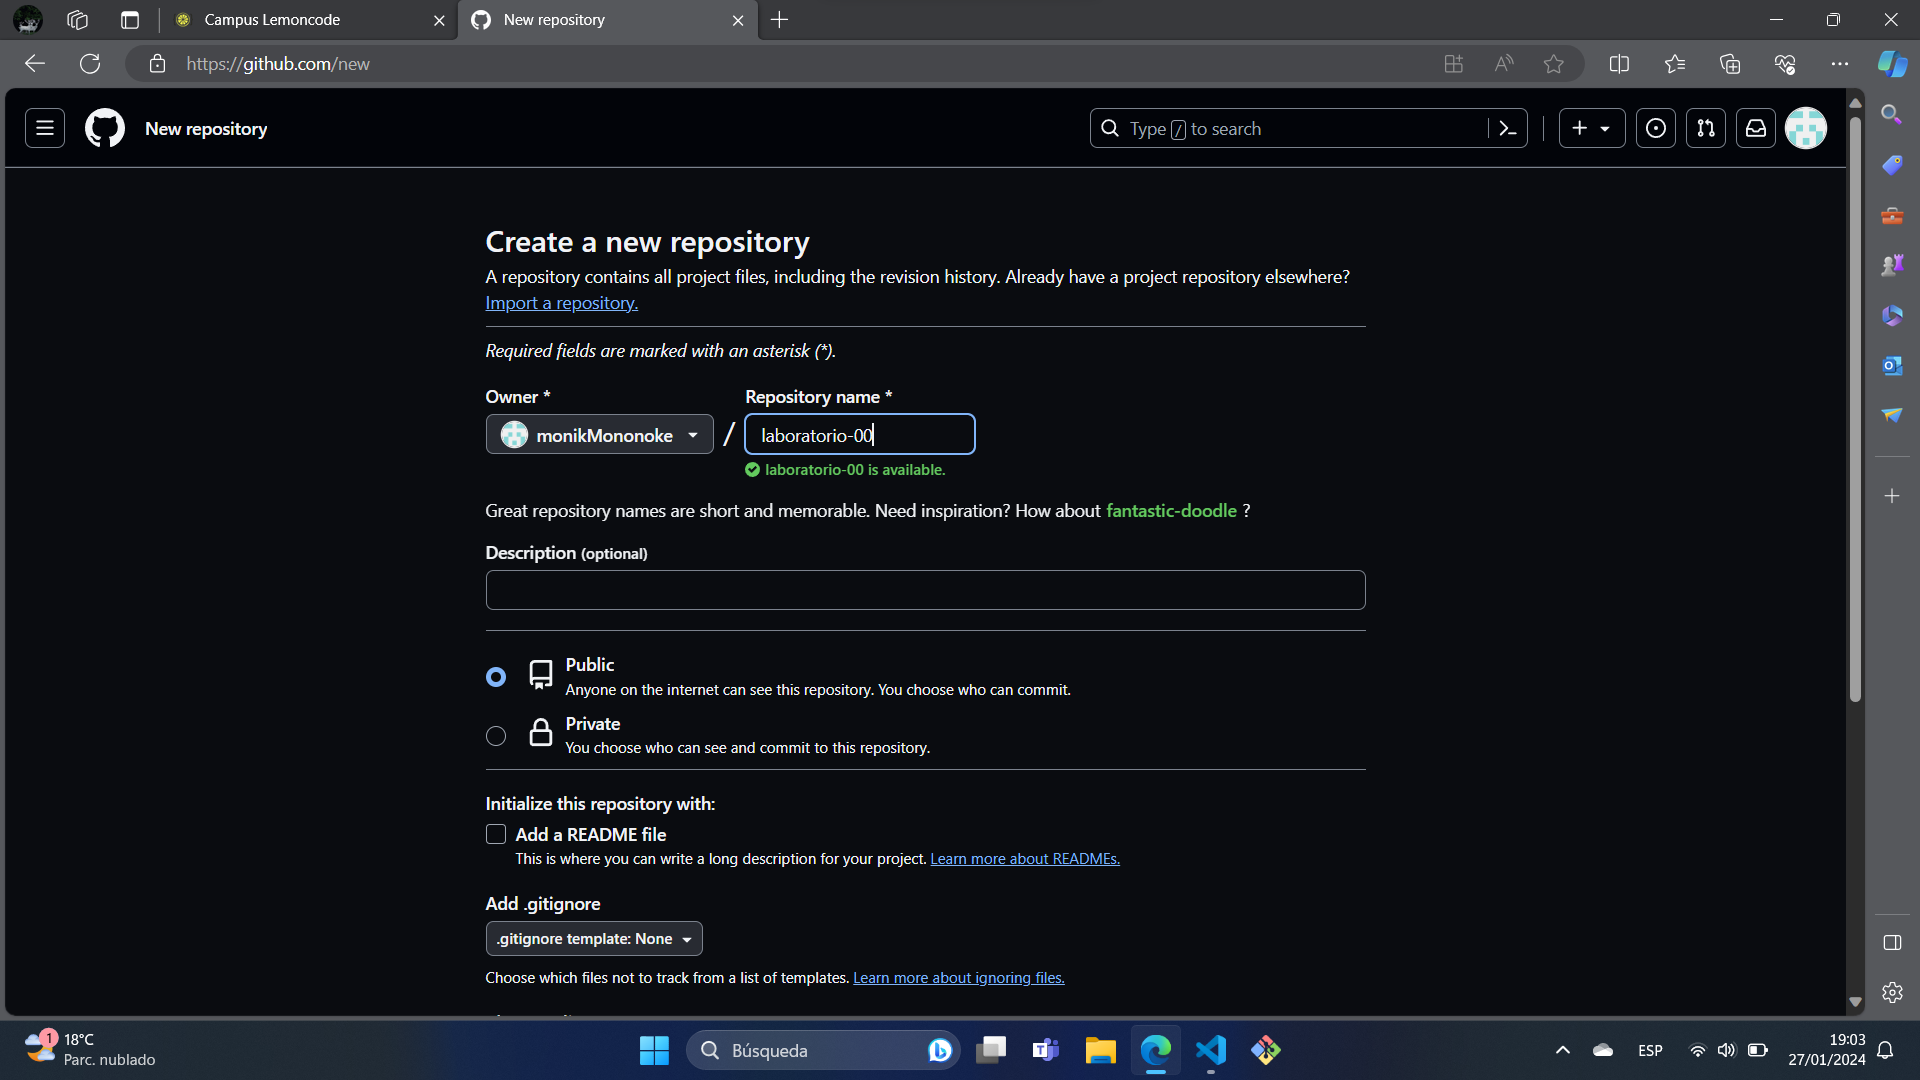 Campus Lemoncode
New repository
https://github.com/new
New repository
Type / to search
Create a new repository
A repository contains all project files, including the revision history. Already have a project repository elsewhere?
Import a repository.
Required fields are marked with an asterisk (*).
Owner *
Repository name *
monikMononoke
/
laboratorio-00
laboratorio-00 is available.
Great repository names are short and memorable. Need inspiration? How about fantastic-doodle ?
Description (optional)
Public
Anyone on the internet can see this repository. You choose who can commit.
Private
You choose who can see and commit to this repository.
Initialize this repository with:
Add a README file
This is where you can write a long description for your project. Learn more about READMEs.
Add .gitignore
.gitignore template: None
Choose which files not to track from a list of templates. Learn more about ignoring files.
1
18°C
Parc. nublado
Búsqueda
ESP
19:03
27/01/2024